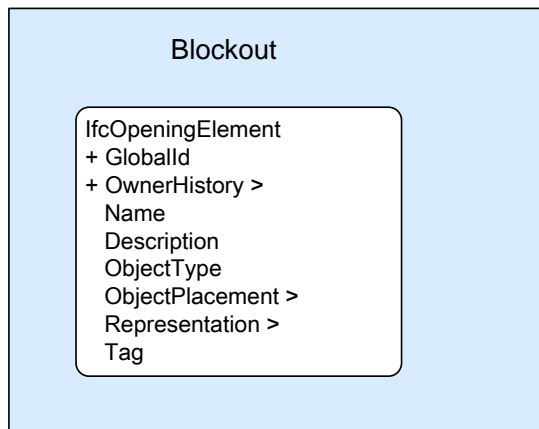 Blockout
IfcOpeningElement
+ GlobalId
+ OwnerHistory >
Name
Description
ObjectType
ObjectPlacement >
Representation >
Tag